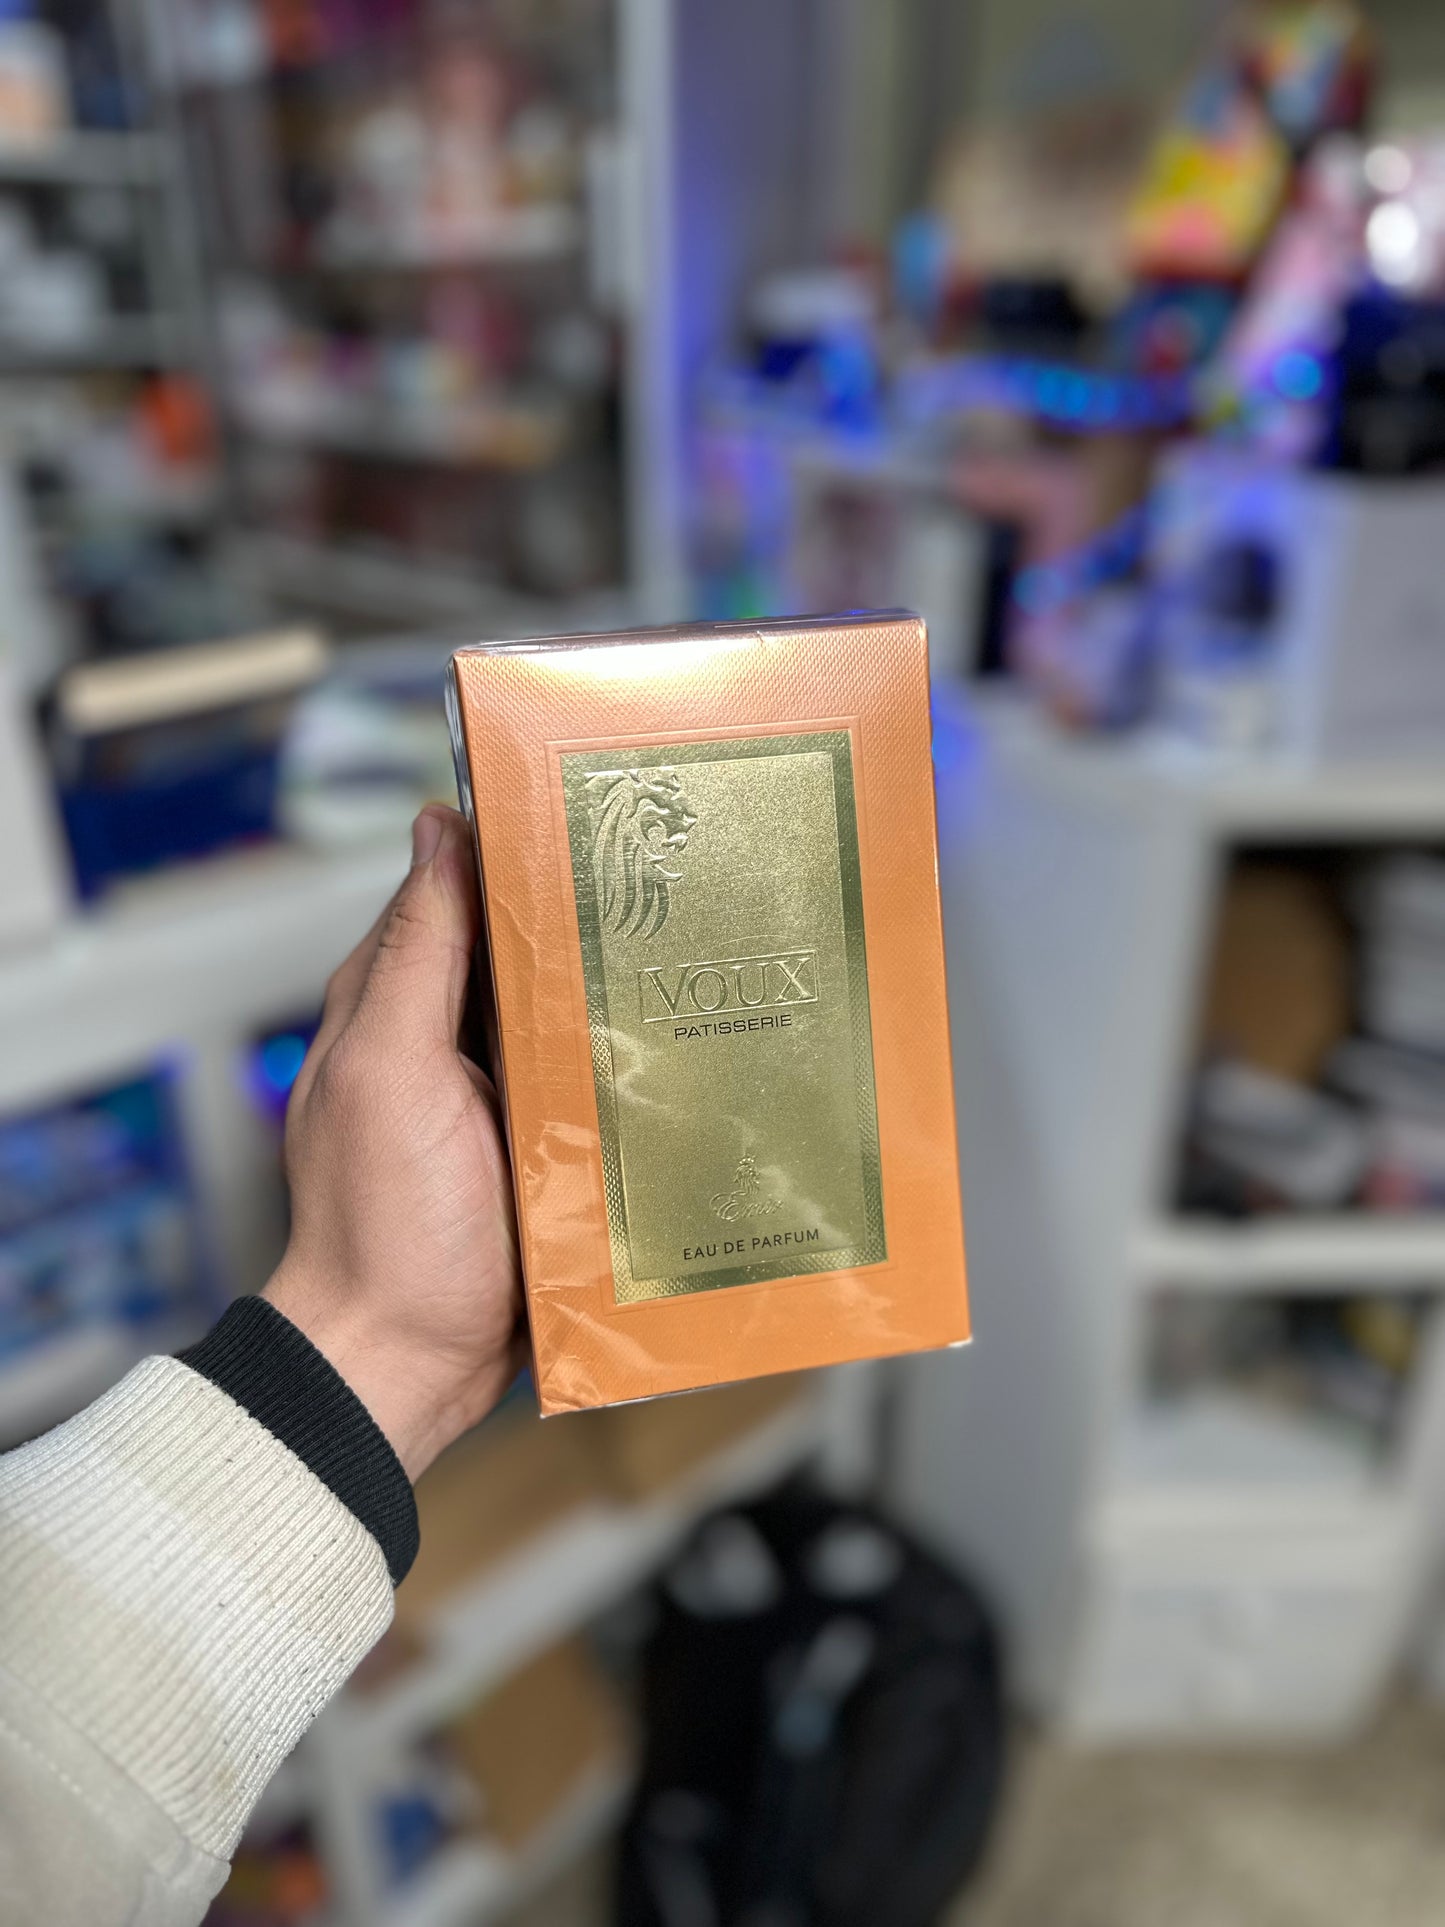 VOUX
PATISSERIE
Emir
EAU DE PARFUM